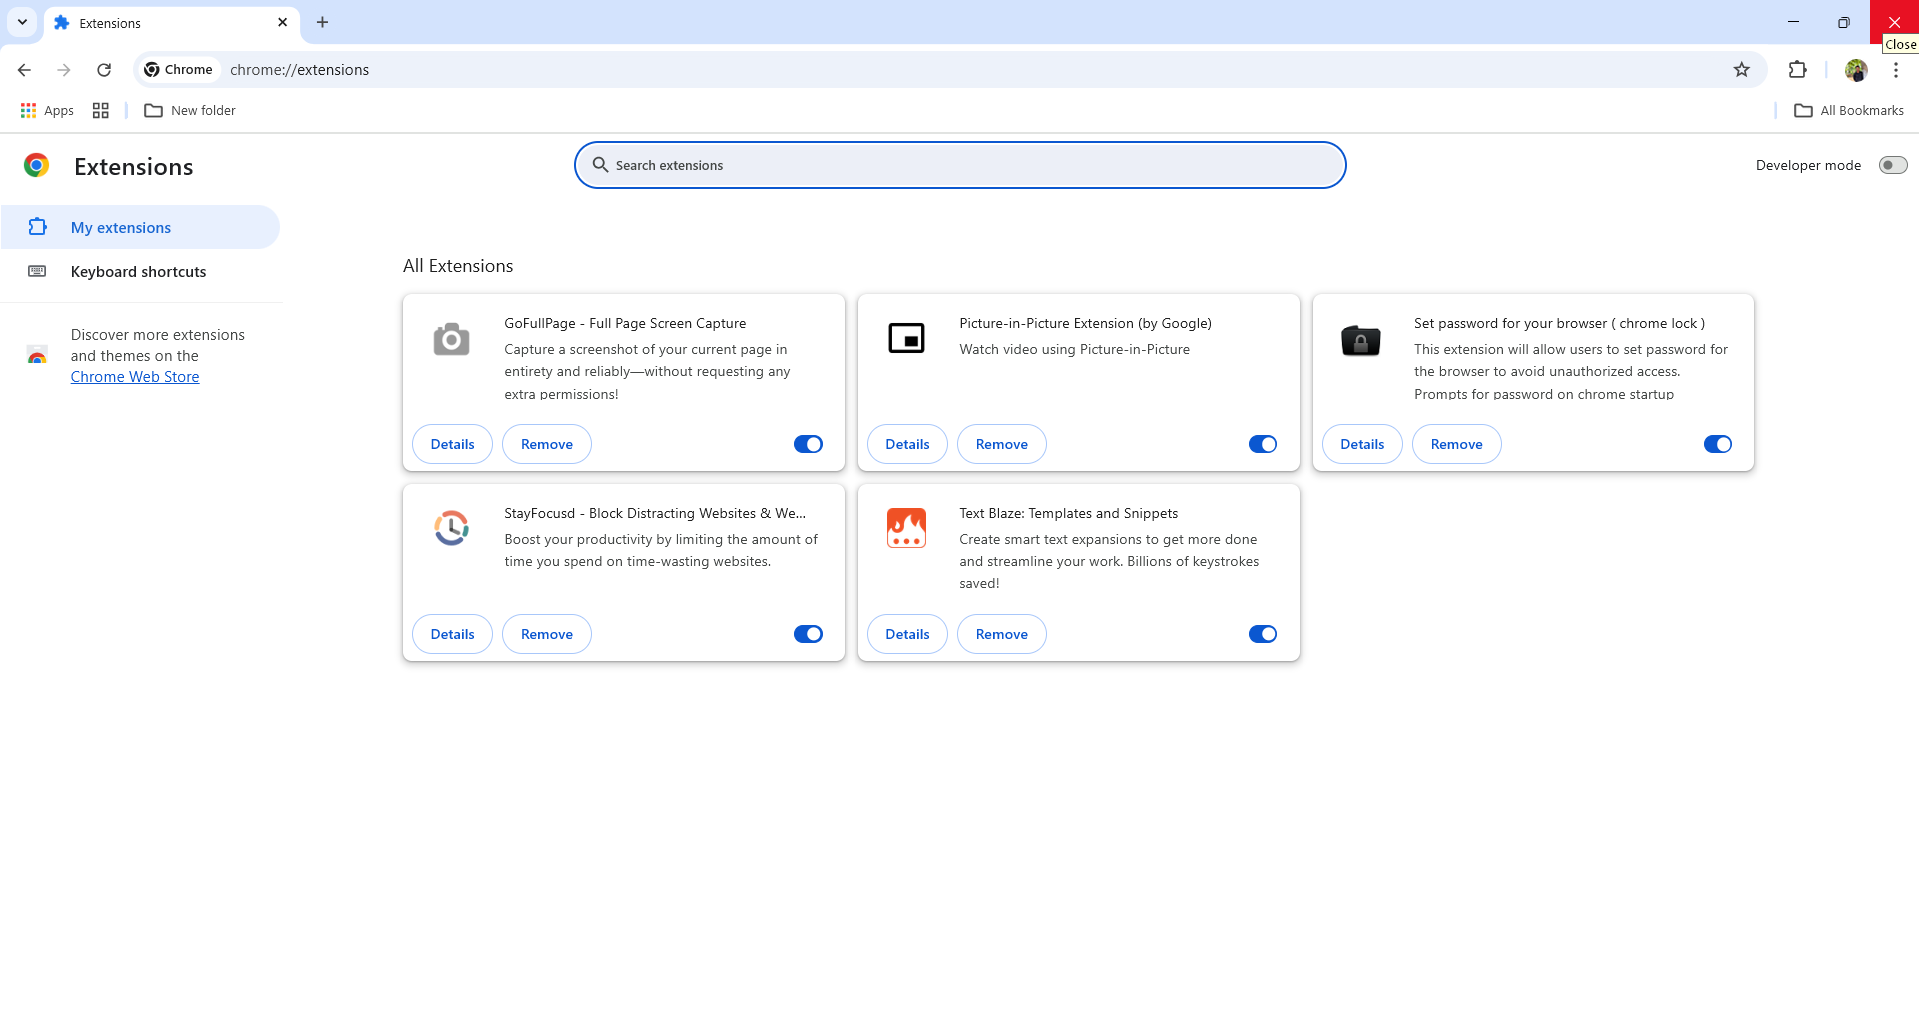 Extensions
Close
Chrome chrome://extensions
Apps New folder All Bookmarks
Extensions
Search extensions
Developer mode
My extensions
Keyboard shortcuts
Discover more extensions
and themes on the
Chrome Web Store
All Extensions
GoFullPage - Full Page Screen Capture
Capture a screenshot of your current page in
entirety and reliably—without requesting any
extra permissions!
Details Remove
Picture-in-Picture Extension (by Google)
Watch video using Picture-in-Picture
Details Remove
Set password for your browser ( chrome lock )
This extension will allow users to set password for
the browser to avoid unauthorized access.
Prompts for password on chrome startup
Details Remove
StayFocusd - Block Distracting Websites & We...
Boost your productivity by limiting the amount of
time you spend on time-wasting websites.
Details Remove
Text Blaze: Templates and Snippets
Create smart text expansions to get more done
and streamline your work. Billions of keystrokes
saved!
Details Remove